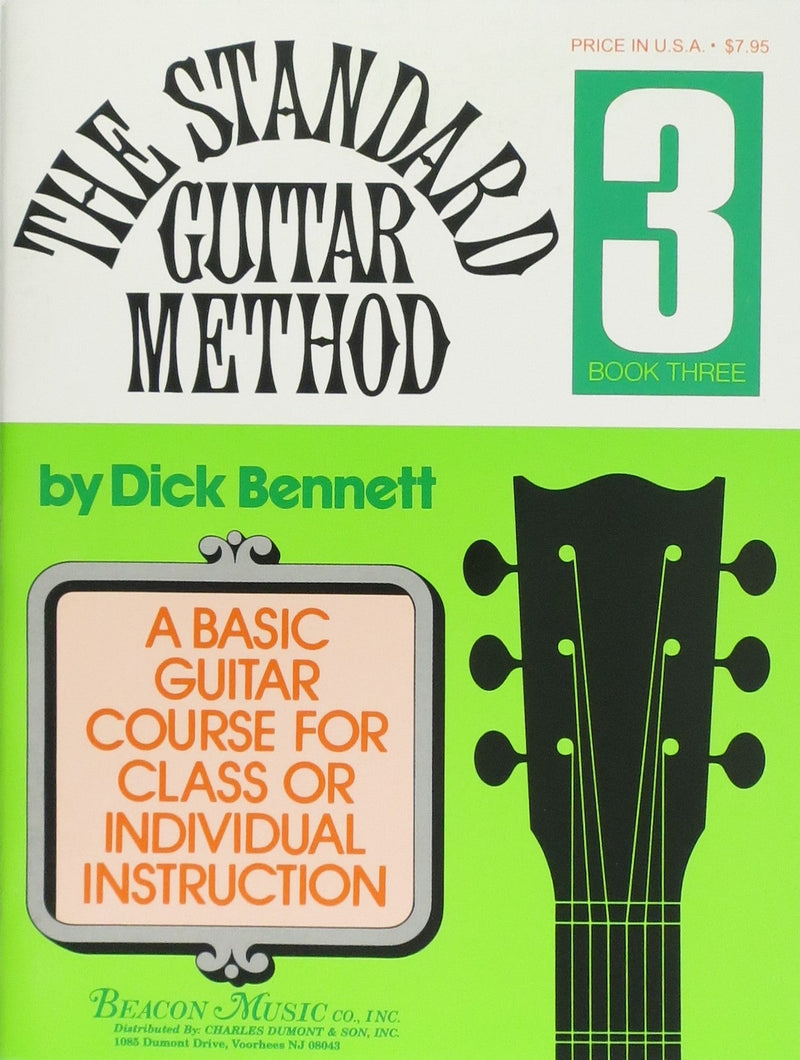 PRICE IN U.S.A. • $7.95
THE STANDARD
GUITAR
METHOD
3
BOOK THREE
by Dick Bennett
A BASIC
GUITAR
COURSE FOR
CLASS OR
INDIVIDUAL
INSTRUCTION
BEACON MUSIC CO., INC.
Distributed By: CHARLES DUMONT & SON, INC.
1085 Dumont Drive, Voorhees NJ 08043